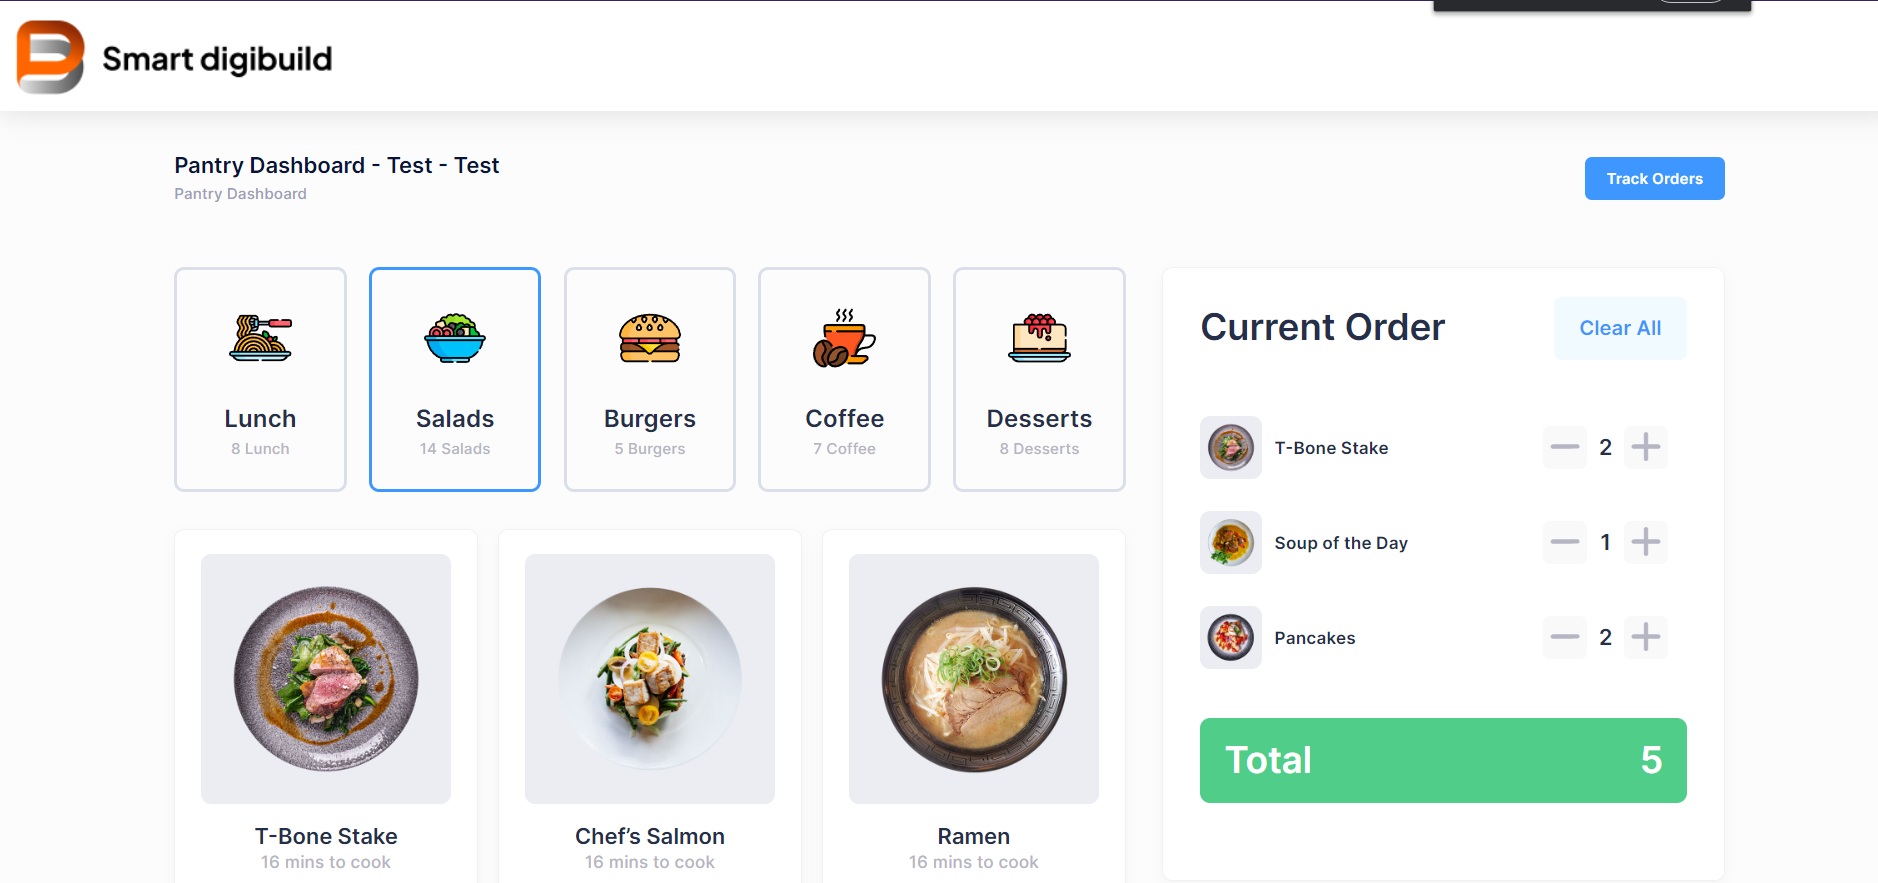 Smart digibuild
Pantry Dashboard - Test - Test
Pantry Dashboard
Track Orders
Lunch
8 Lunch
Salads
14 Salads
Burgers
5 Burgers
Coffee
7 Coffee
Desserts
8 Desserts
Current Order
Clear All
T-Bone Stake
2
Soup of the Day
1
Pancakes
2
Total
5
T-Bone Stake
16 mins to cook
Chef’s Salmon
16 mins to cook
Ramen
16 mins to cook